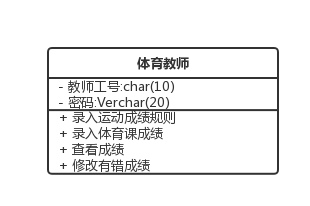 体育教师
- 教师工号:char(10)
- 密码:Verchar(20)
+ 录入运动成绩规则
+ 录入体育课成绩
+ 查看成绩
+ 修改有错成绩